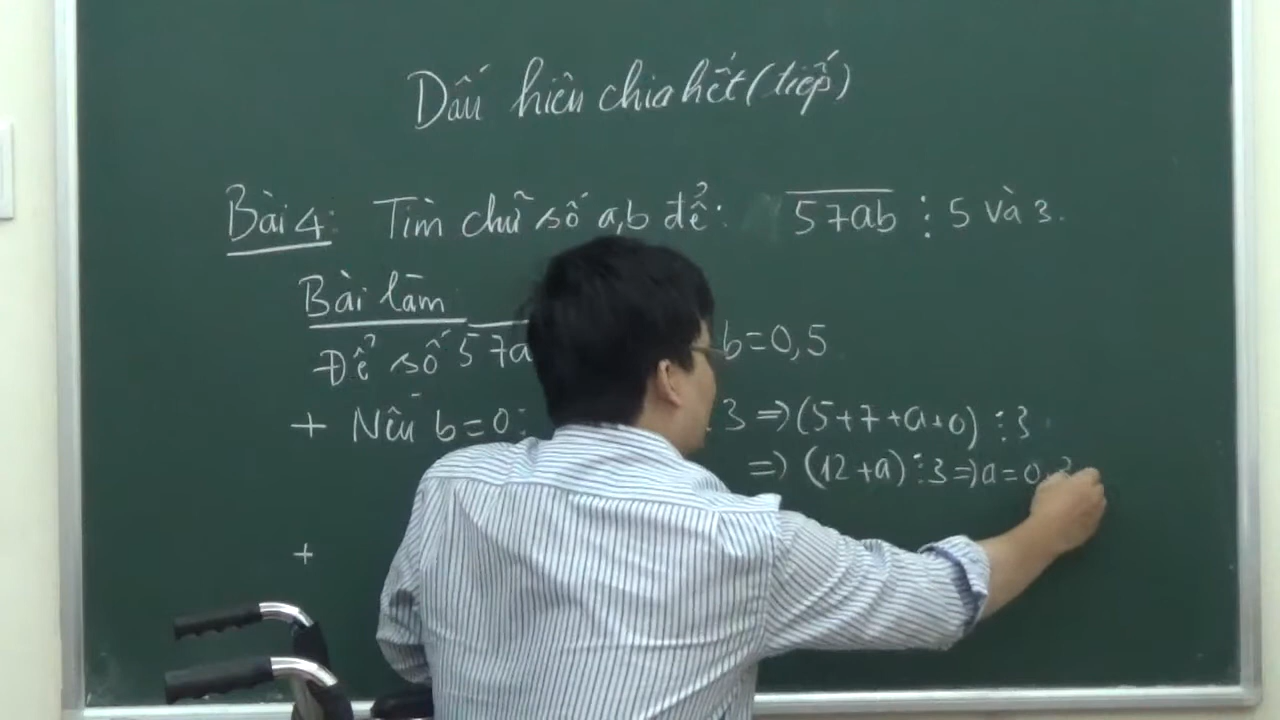 Dấu hiệu chia hết (tiếp)
Bài 4: Tìm chữ số a,b để: 57ab ⋮ 5 và 3.
Bài làm
Để số 57a b=0,5
+ Nếu b=0: 3 => (5+7+a+0) ⋮ 3
=> (12+a) ⋮ 3 => a=0,3
+